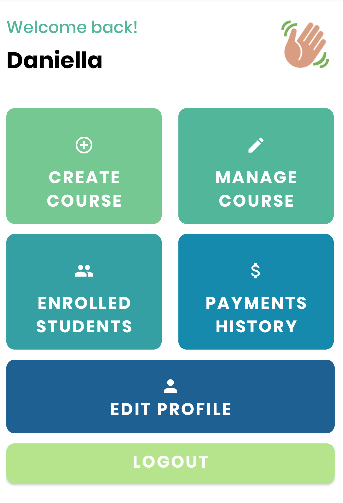 Welcome back!
Daniella
CREATE
COURSE
MANAGE
COURSE
ENROLLED
STUDENTS
PAYMENTS
HISTORY
EDIT PROFILE
LOGOUT